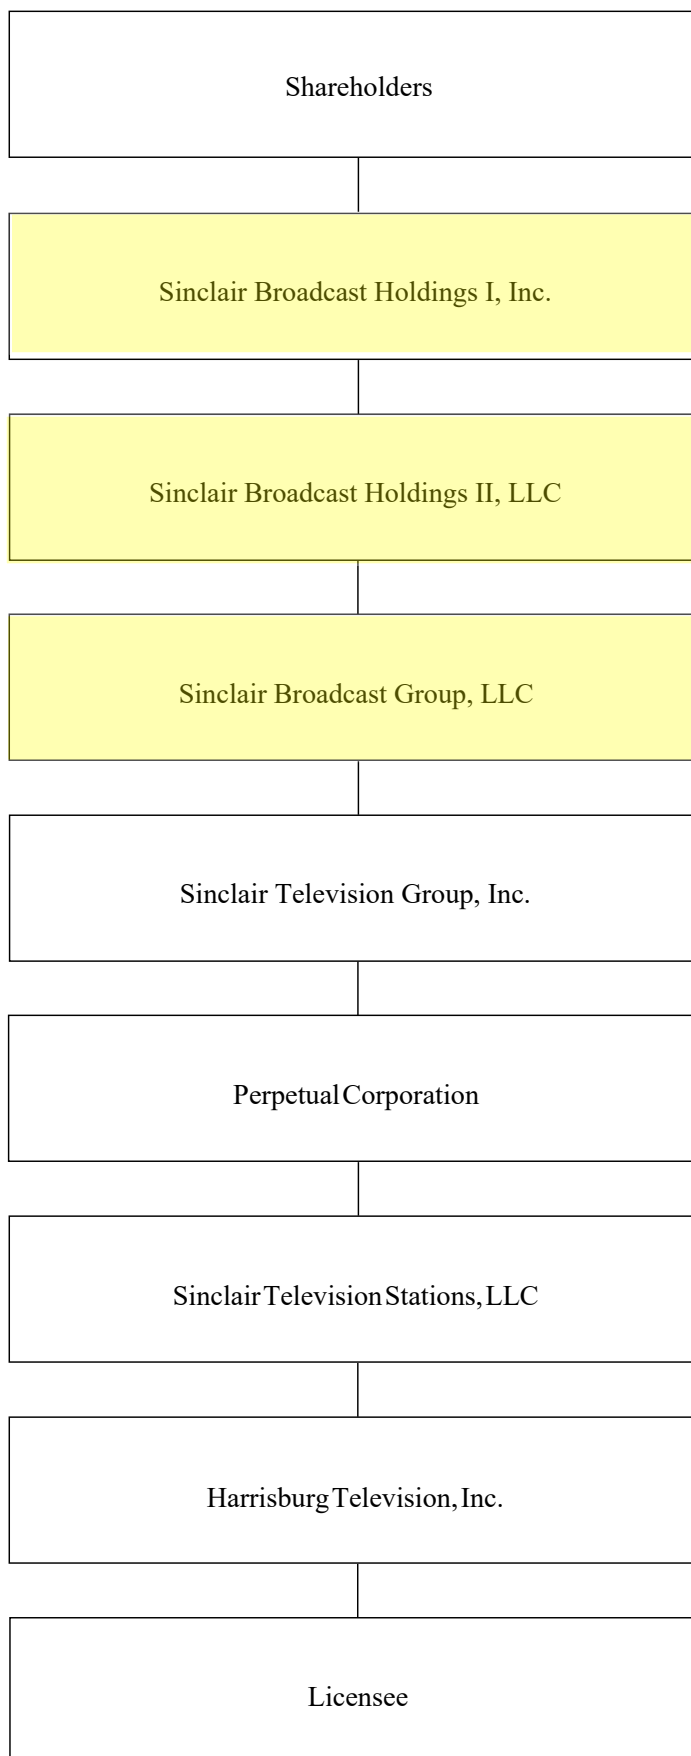 Shareholders
Sinclair Broadcast Holdings I, Inc.
Sinclair Broadcast Holdings II, LLC
Sinclair Broadcast Group, LLC
Sinclair Television Group, Inc.
Perpetual Corporation
Sinclair Television Stations, LLC
Harrisburg Television, Inc.
Licensee